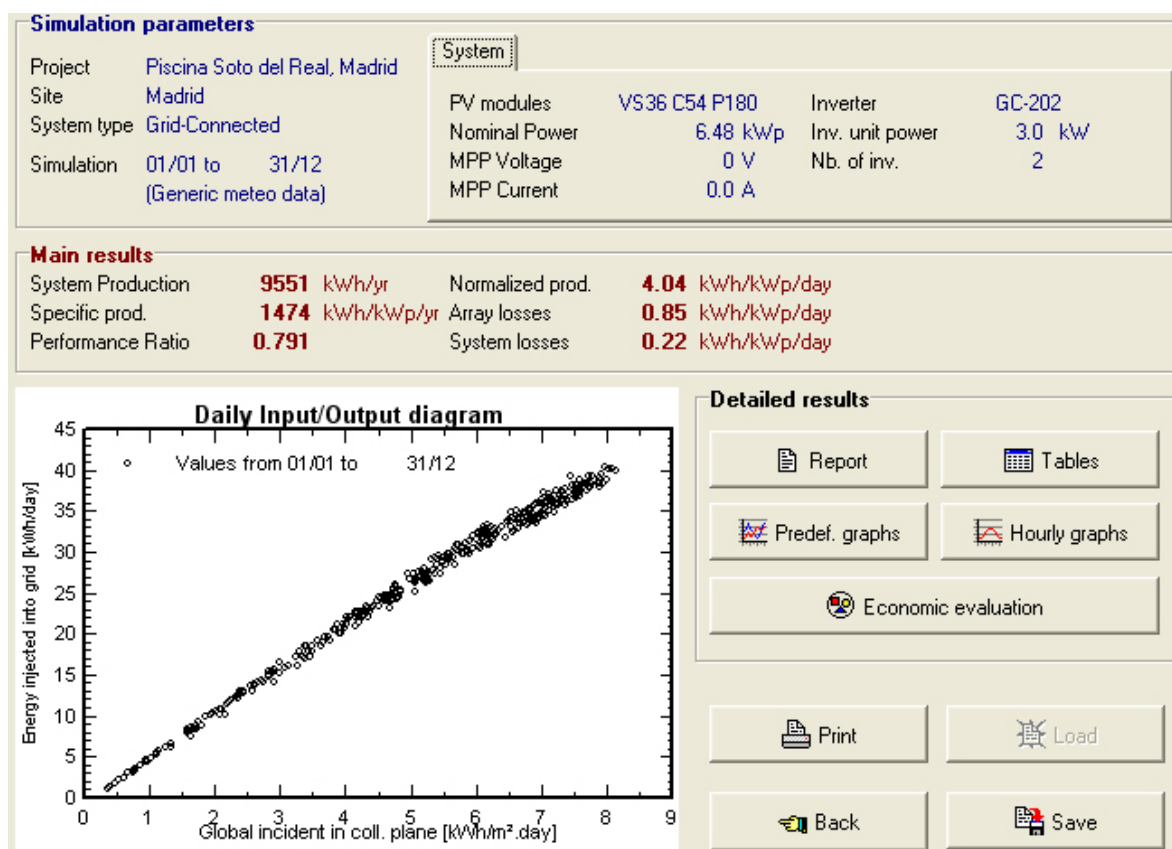 Simulation parameters
Project Piscina Soto del Real, Madrid
Site Madrid
System type Grid-Connected
Simulation 01/01 to 31/12
(Generic meteo data)
System
PV modules VS36 C54 P180 Inverter GC-202
Nominal Power 6.48 kWp Inv. unit power 3.0 kW
MPP Voltage 0 V Nb. of inv. 2
MPP Current 0.0 A
Main results
System Production 9551 kWh/yr Normalized prod. 4.04 kWh/kWp/day
Specific prod. 1474 kWh/kWp/yr Array losses 0.85 kWh/kWp/day
Performance Ratio 0.791 System losses 0.22 kWh/kWp/day
Daily Input/Output diagram
Values from 01/01 to 31/12
Energy injected into grid [kWh/day]
45
40
35
30
25
20
15
10
5
0
0 1 2 3 4 5 6 7 8 9
Global incident in coll. plane [kWh/m².day]
Detailed results
Report Tables
Predef. graphs Hourly graphs
Economic evaluation
Print Load
Back Save